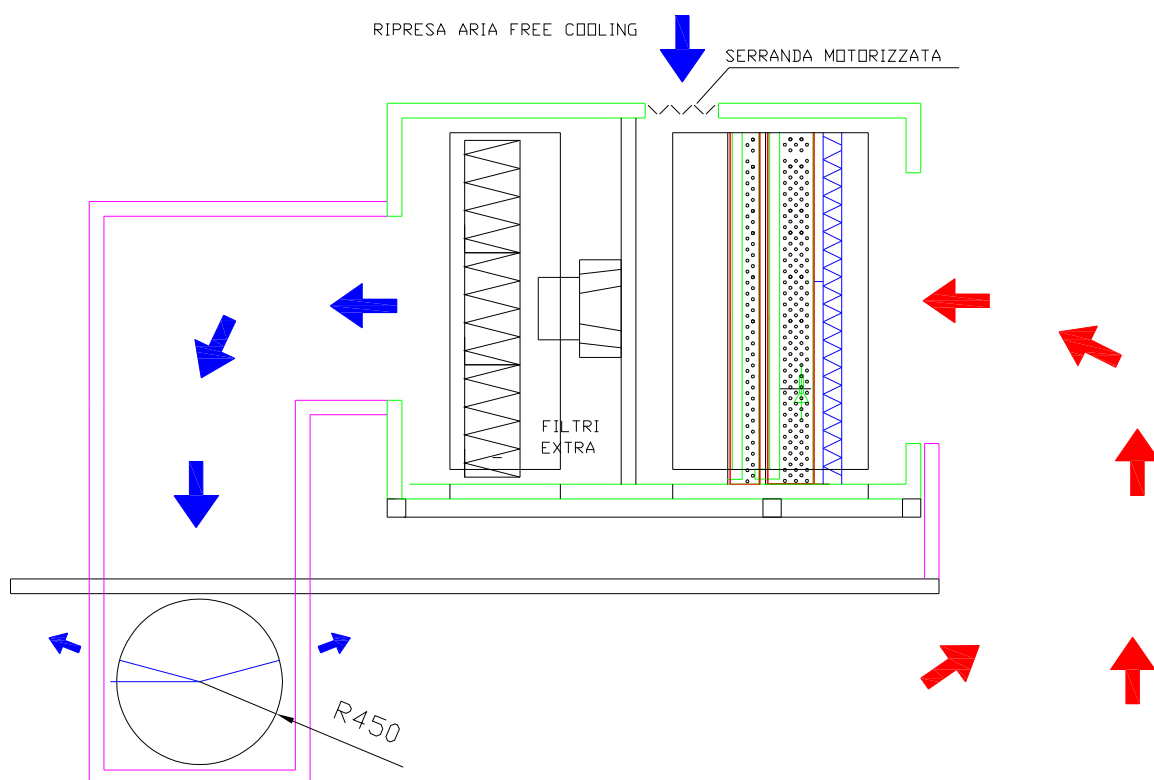 RIPRESA ARIA FREE COOLING
SERRANDA MOTORIZZATA
FILTRI
EXTRA
R450